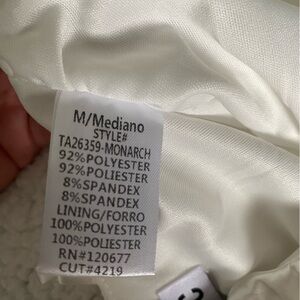 M/Mediano
STYLE#
TA26359-MONARCH
92%POLYESTER
92%POLIESTER
8%SPANDEX
8%SPANDEX
LINING/FORRO
100%POLYESTER
100%POLIESTER
RN#120677
CUT#4219